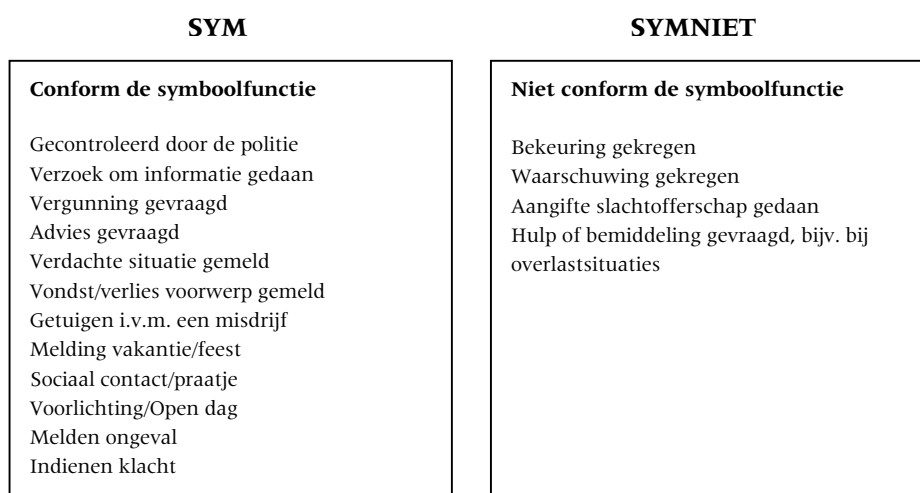 SYM
Conform de symboolfunctie
Gecontroleerd door de politie
Verzoek om informatie gedaan
Vergunning gevraagd
Advies gevraagd
Verdachte situatie gemeld
Vondst/verlies voorwerp gemeld
Getuigen i.v.m. een misdrijf
Melding vakantie/feest
Sociaal contact/praatje
Voorlichting/Open dag
Melden ongeval
Indienen klacht
SYMNIET
Niet conform de symboolfunctie
Bekeuring gekregen
Waarschuwing gekregen
Aangifte slachtofferschap gedaan
Hulp of bemiddeling gevraagd, bijv. bij
overlastsituaties